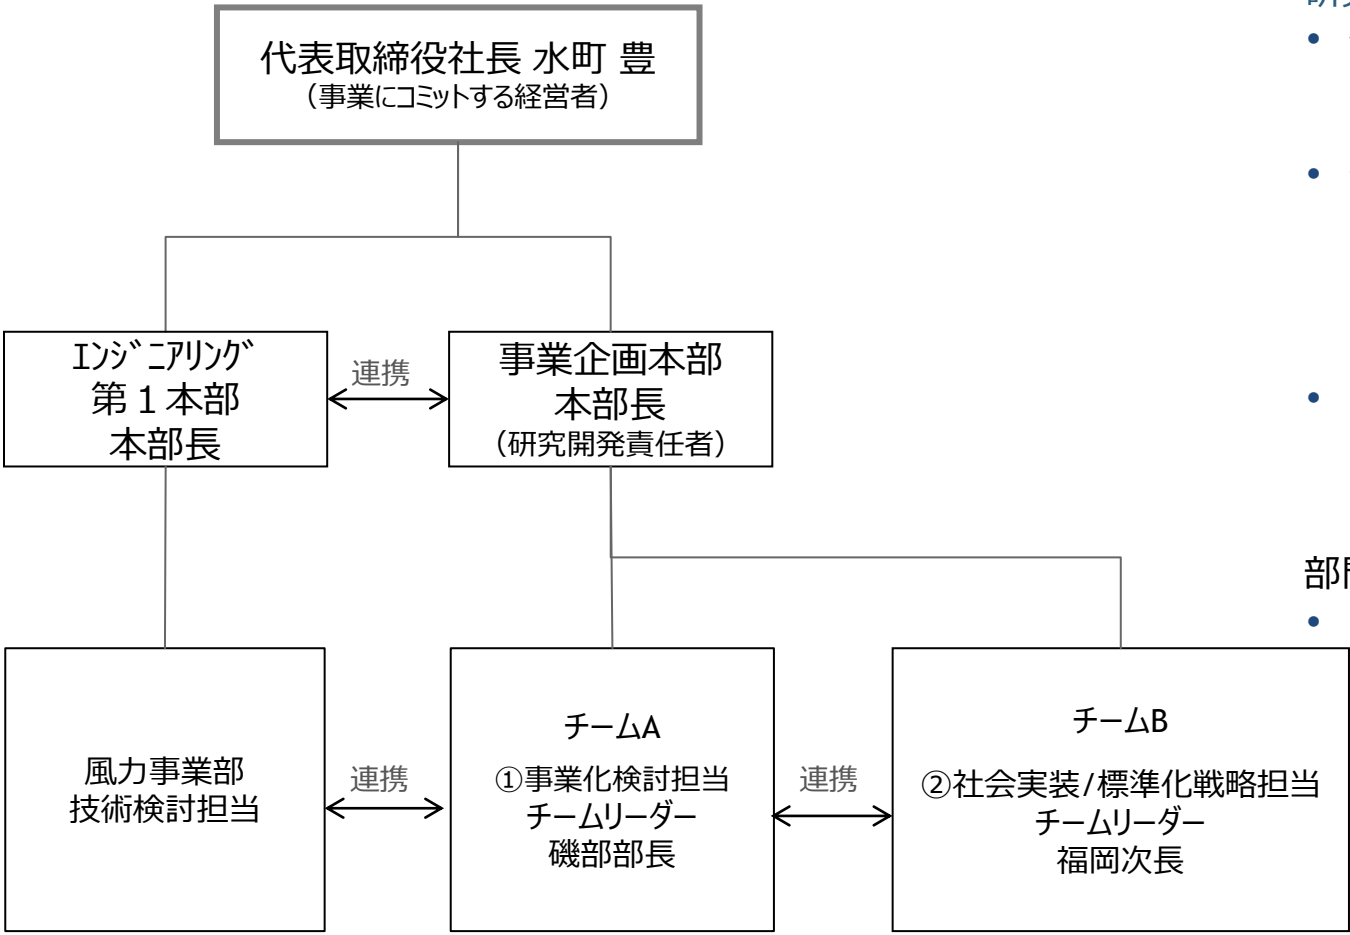 代表取締役社長 水町 豊
（事業にコミットする経営者）
エンジニアリング
第１本部
本部長
連携
事業企画本部
本部長
（研究開発責任者）
風力事業部
技術検討担当
連携
チームA
①事業化検討担当
チームリーダー
磯部部長
連携
チームB
②社会実装/標準化戦略担当
チームリーダー
福岡次長
部